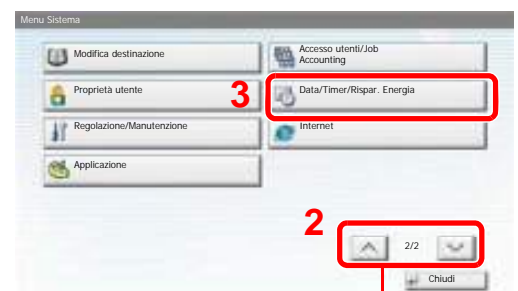 Menu Sistema
Modifica destinazione
Accesso utenti/Job
Accounting
Proprietà utente
3
Data/Timer/Rispar. Energia
Regolazione/Manutenzione
Internet
Applicazione
2
2/2
Chiudi